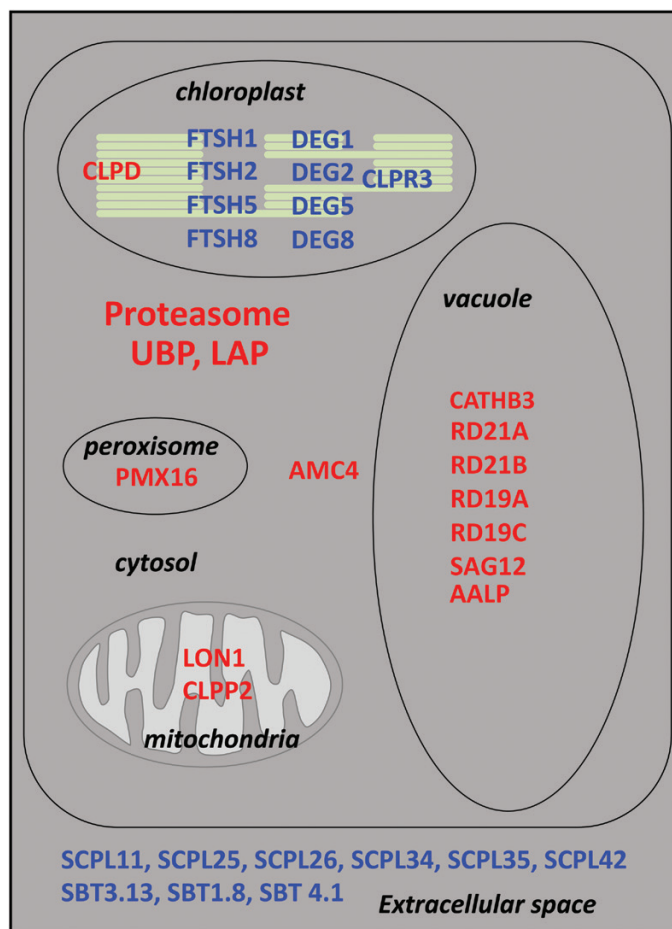 chloroplast
FTSH1 DEG1
CLPD FTSH2 DEG2 CLPR3
FTSH5 DEG5
FTSH8 DEG8
Proteasome
UBP, LAP
vacuole
CATHB3
RD21A
RD21B
RD19A
RD19C
SAG12
AALP
peroxisome
PMX16
AMC4
cytosol
LON1
CLPP2
mitochondria
SCPL11, SCPL25, SCPL26, SCPL34, SCPL35, SCPL42
SBT3.13, SBT1.8, SBT 4.1
Extracellular space